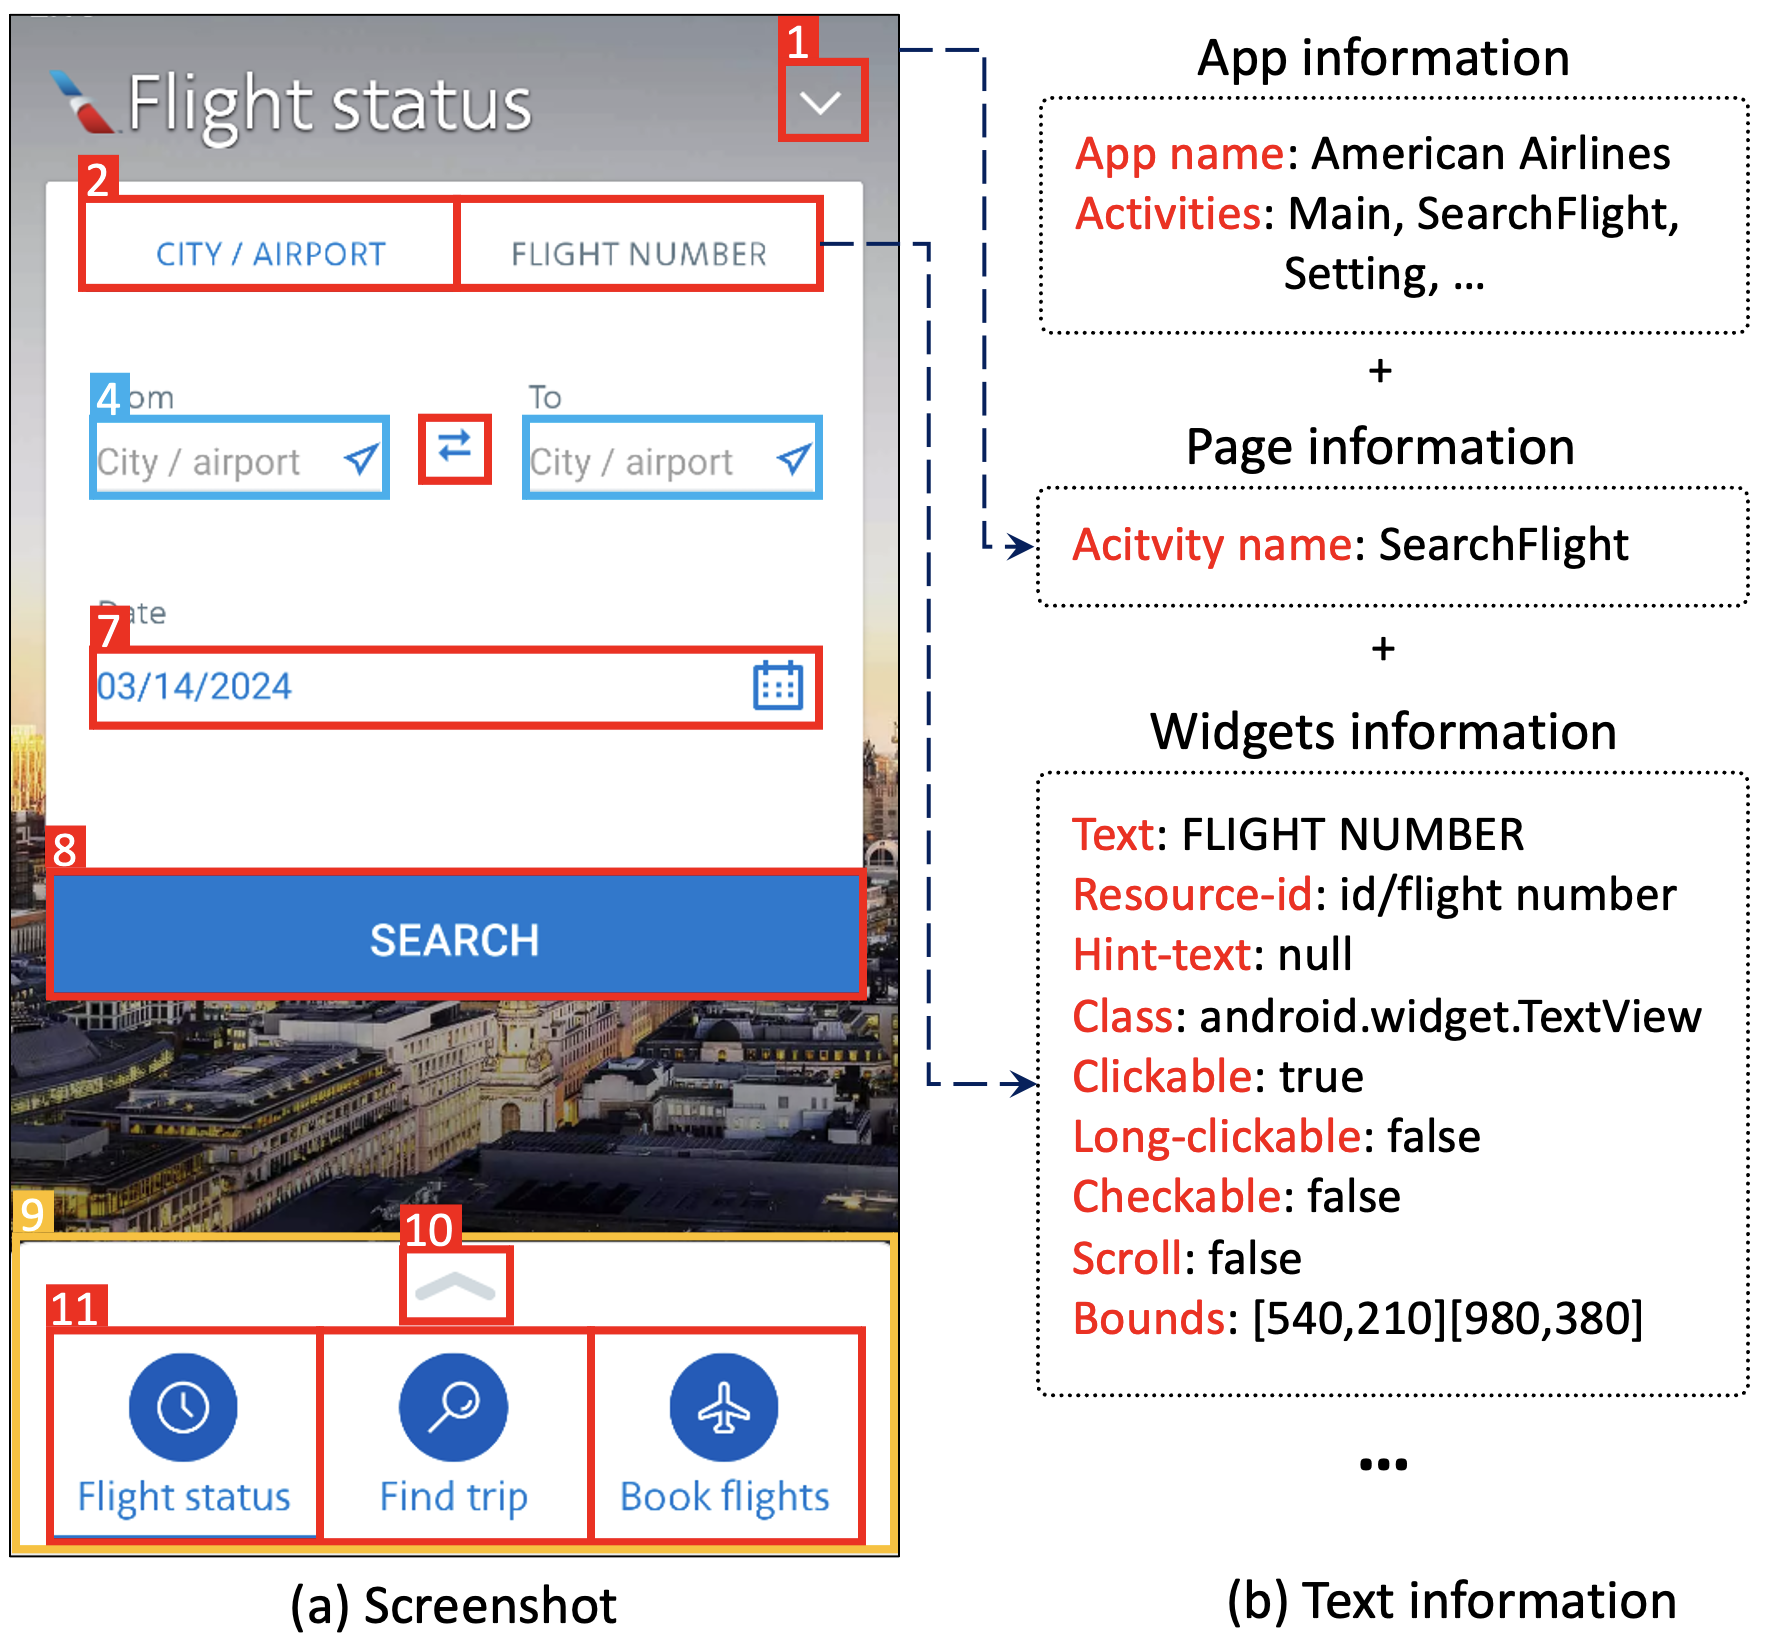 1
Flight status
2
CITY / AIRPORT
FLIGHT NUMBER
4
om
To
City / airport
City / airport
7
ate
03/14/2024
8
SEARCH
9
10
11
Flight status
Find trip
Book flights
(a) Screenshot
App information
App name: American Airlines
Activities: Main, SearchFlight,
Setting, ...
+
Page information
Acitvity name: SearchFlight
+
Widgets information
Text: FLIGHT NUMBER
Resource-id: id/flight number
Hint-text: null
Class: android.widget.TextView
Clickable: true
Long-clickable: false
Checkable: false
Scroll: false
Bounds: [540,210][980,380]
...
(b) Text information